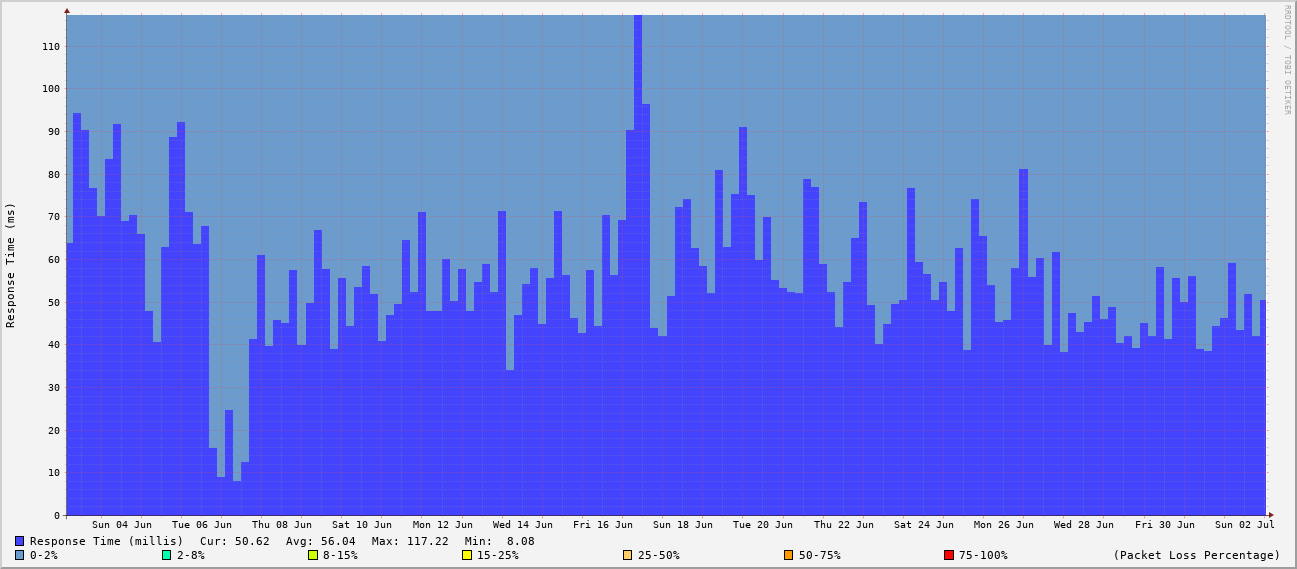 RRDTOOL / TOBI OETIKER
Response Time (ms)
110
100
90
80
70
60
50
40
30
20
10
0
Sun 04 Jun Tue 06 Jun Thu 08 Jun Sat 10 Jun Mon 12 Jun Wed 14 Jun Fri 16 Jun Sun 18 Jun Tue 20 Jun Thu 22 Jun Sat 24 Jun Mon 26 Jun Wed 28 Jun Fri 30 Jun Sun 02 Jul
Response Time (millis) Cur: 50.62 Avg: 56.04 Max: 117.22 Min: 8.08
0-2% 2-8% 8-15% 15-25% 25-50% 50-75% 75-100% (Packet Loss Percentage)